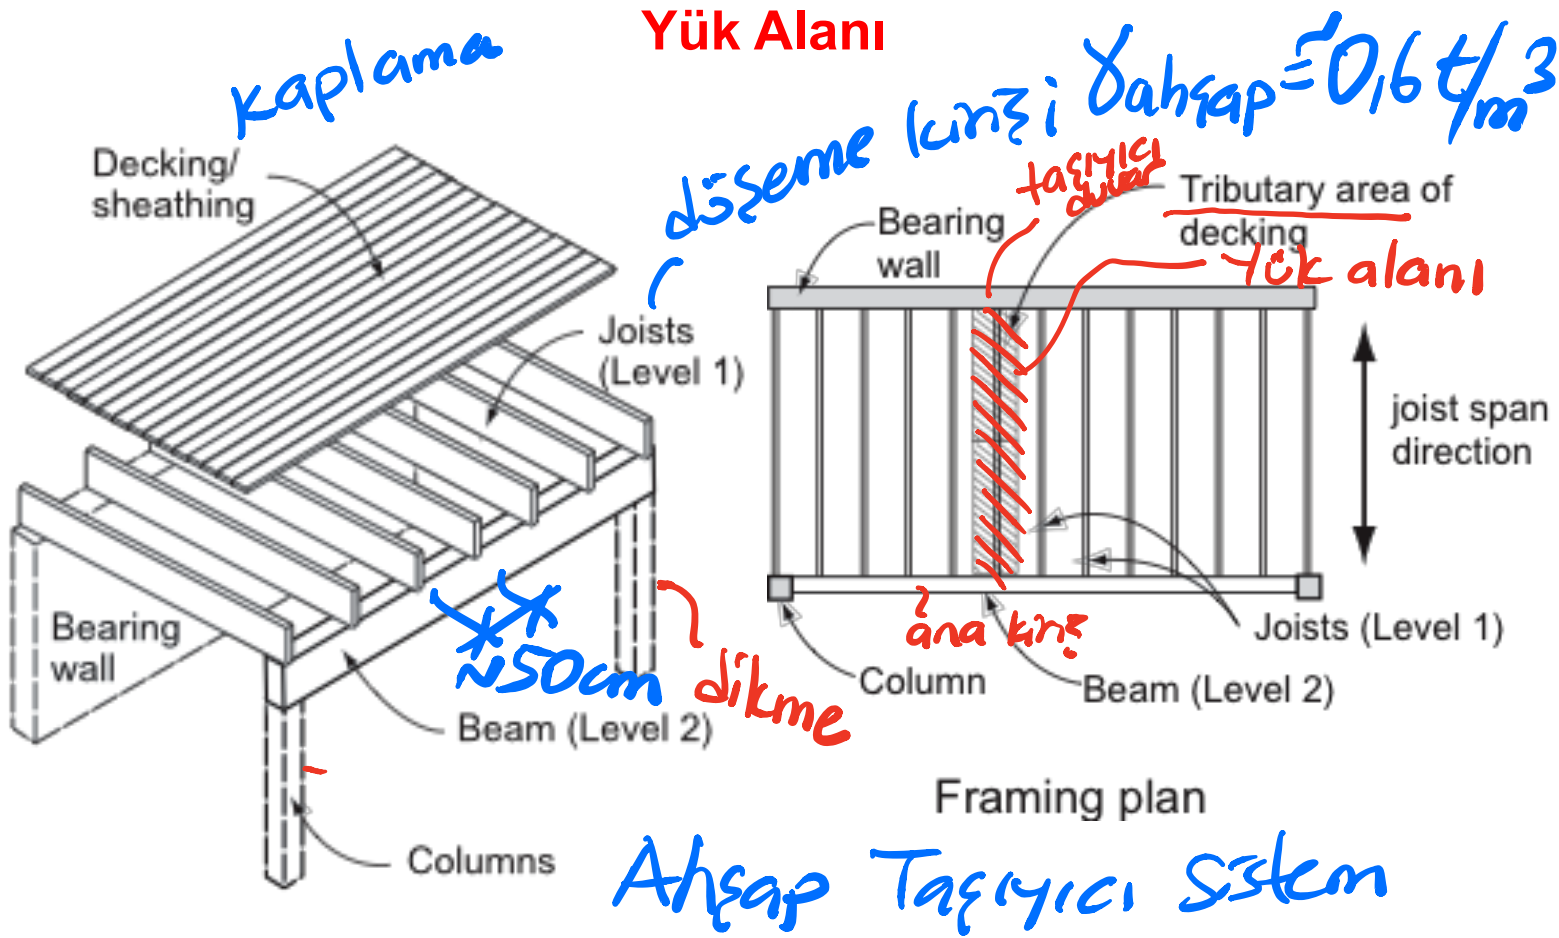 Yük Alanı
kaplama
döşeme kirişi
γahşap ≅ 0,6 t/m³
Decking/
sheathing
taşıyıcı
duvar
Tributary area of
decking
Bearing
wall
Yük alanı
Joists
(Level 1)
joist span
direction
Bearing
wall
~50cm
dikme
ana kiriş
Joists (Level 1)
Column
Beam (Level 2)
Beam (Level 2)
Framing plan
Columns
Ahşap Taşıyıcı Sistem